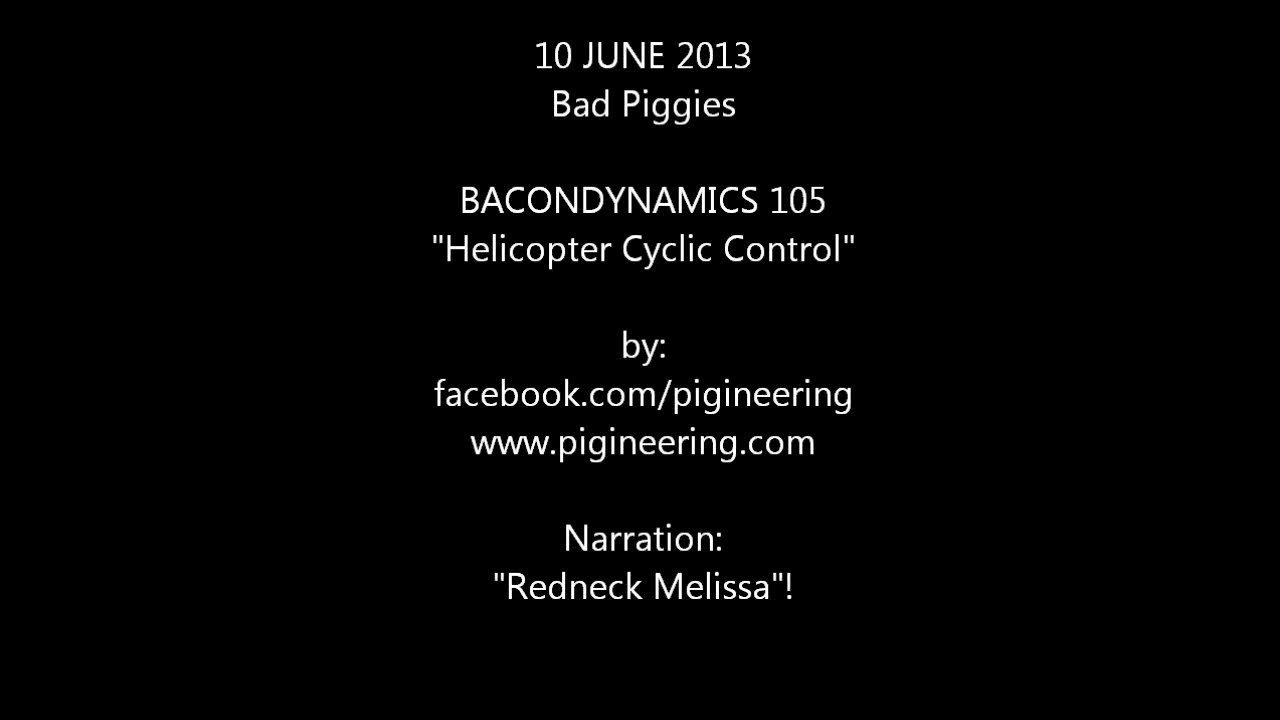 10 JUNE 2013
Bad Piggies
BACONDYNAMICS 105
"Helicopter Cyclic Control"
by:
facebook.com/pigineering
www.pigineering.com
Narration:
"Redneck Melissa"!